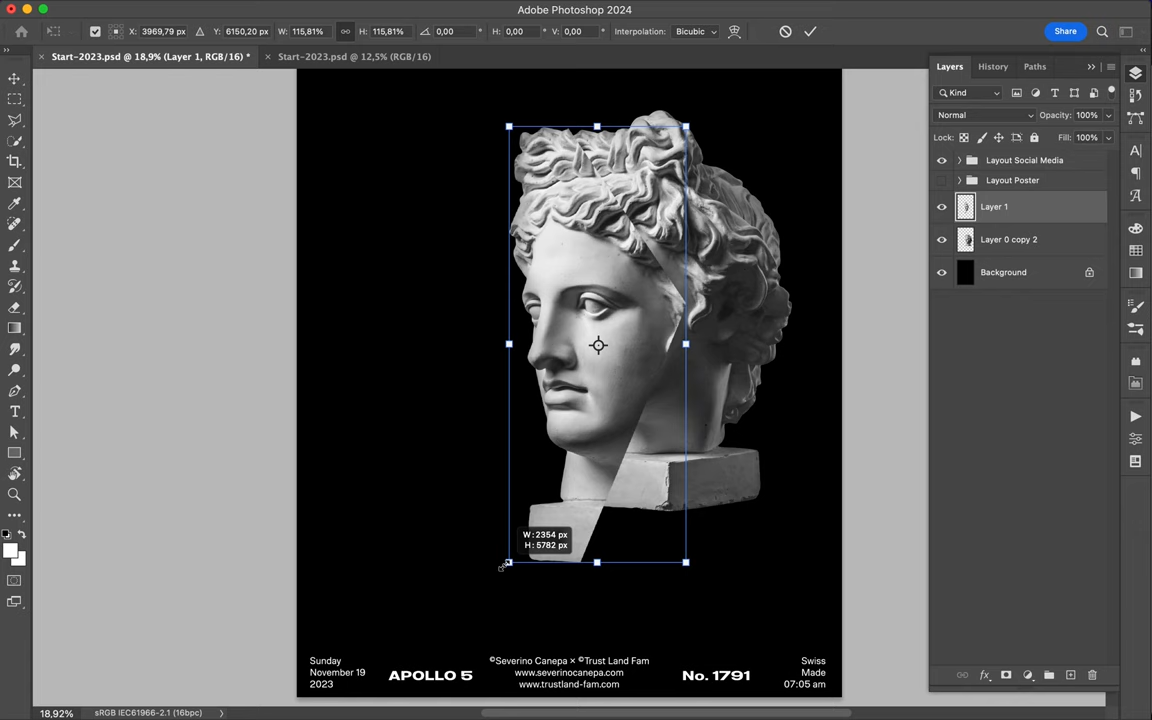 Adobe Photoshop 2024
X: 3969,79 px Y: 6150,20 px W: 115,81% H: 115,81% 0,00 ° H: 0,00 ° V: 0,00 ° Interpolation: Bicubic Share
Start-2023.psd @ 18,9% (Layer 1, RGB/16) * Start-2023.psd @ 12,5% (RGB/16)
Layers History Paths
Kind
Normal Opacity: 100%
Lock: Fill: 100%
Layout Social Media
Layout Poster
Layer 1
Layer 0 copy 2
Background
W: 2354 px
H: 5782 px
Sunday
November 19
2023
APOLLO 5
©Severino Canepa × ©Trust Land Fam
www.severinocanepa.com
www.trustland-fam.com
No. 1791
Swiss
Made
07:05 am
18,92% sRGB IEC61966-2.1 (16bpc)